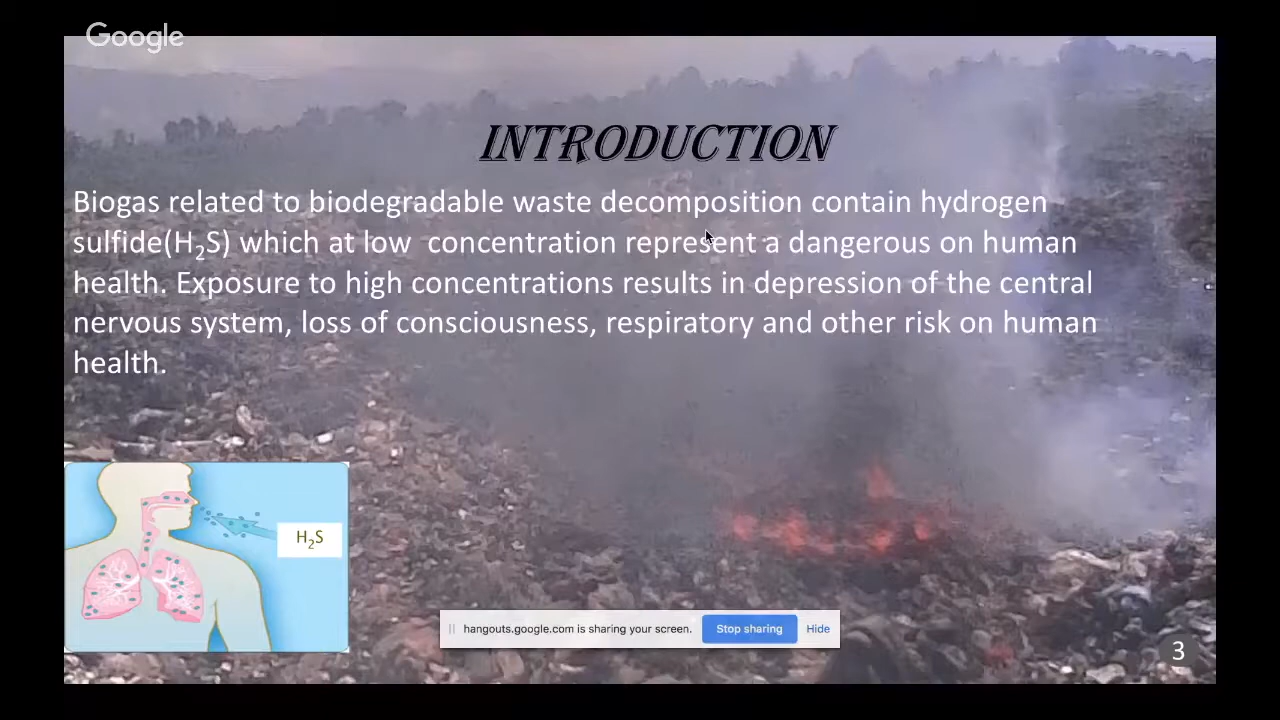 Google
INTRODUCTION
Biogas related to biodegradable waste decomposition contain hydrogen
sulfide(H₂S) which at low  concentration represent a dangerous on human
health. Exposure to high concentrations results in depression of the central
nervous system, loss of consciousness, respiratory and other risk on human
health.
H₂S
hangouts.google.com is sharing your screen. Stop sharing Hide
3